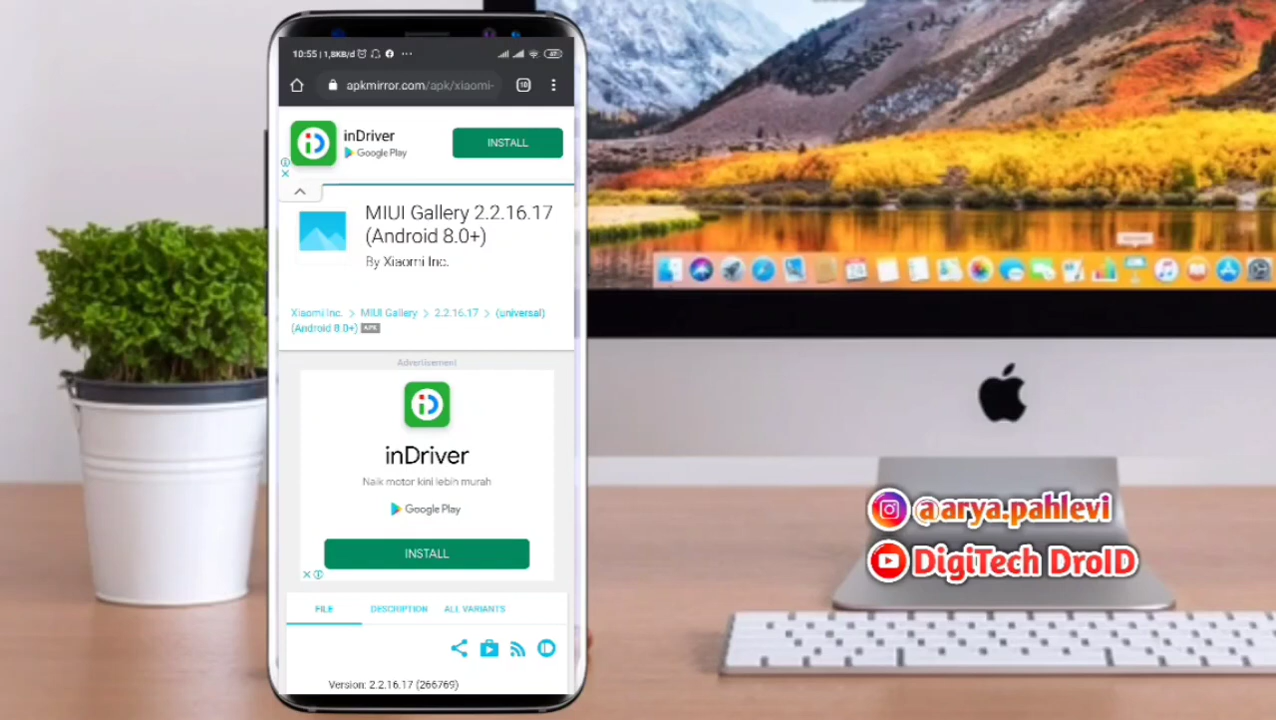 10:55 | 1,8KB/d
apkmirror.com/apk/xiaomi-
18
inDriver
Google Play
INSTALL
MIUI Gallery 2.2.16.17
(Android 8.0+)
By Xiaomi Inc.
Xiaomi Inc. > MIUI Gallery > 2.2.16.17 > (universal)
(Android 8.0+) APK
Advertisement
inDriver
Naik motor kini lebih murah
Google Play
INSTALL
FILE DESCRIPTION ALL VARIANTS
Version: 2.2.16.17 (266769)
@arya.pahlevi
DigiTech DroID